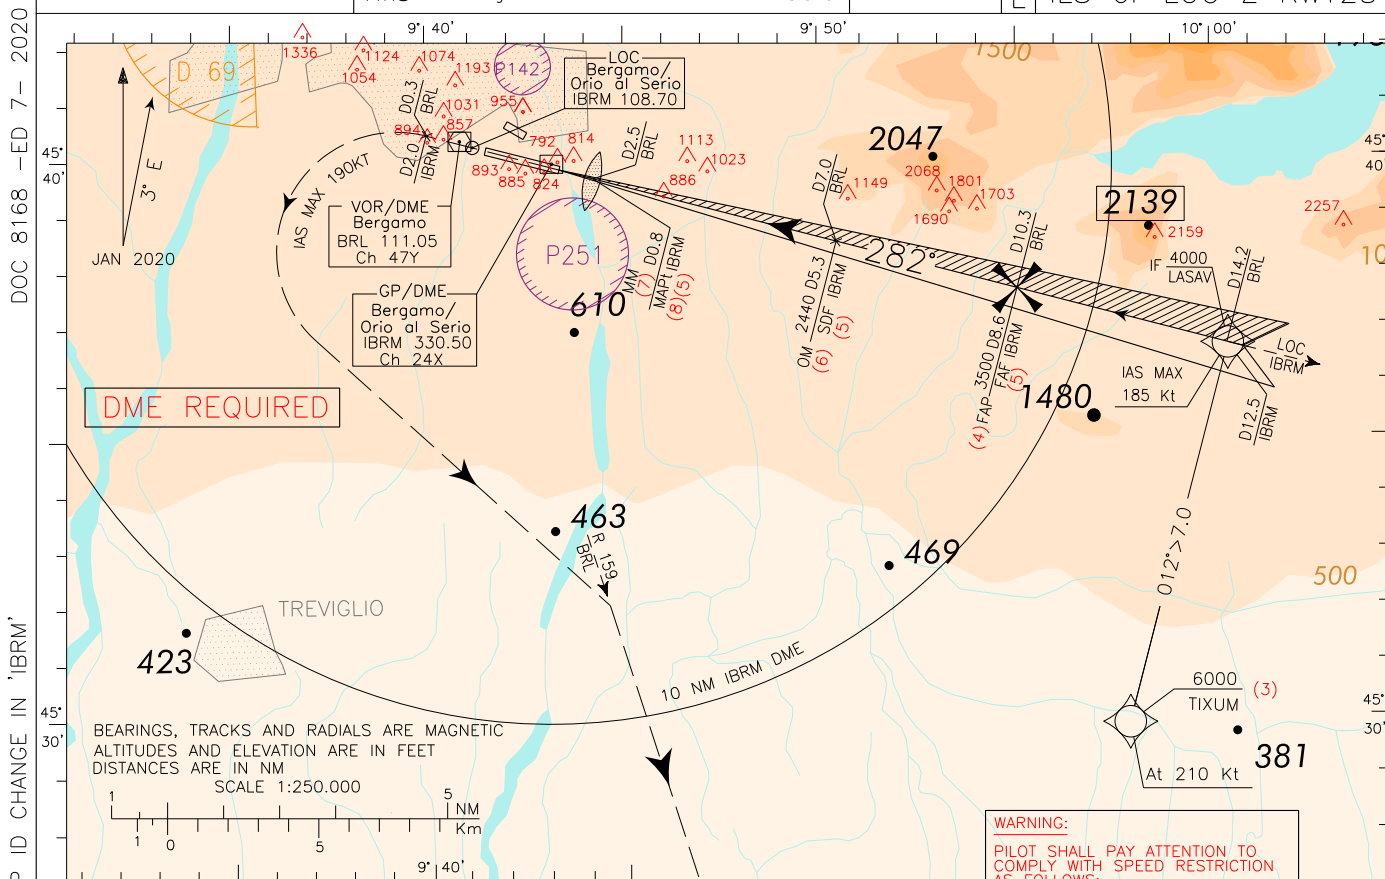 ILS or LOC-Z RWY28
DOC 8168 -ED 7- 2020
ID CHANGE IN 'IBRM'
9° 40'
9° 50'
10° 00'
1500
D 69
1336
1124
1054
1074
1193
P142
LOC
Bergamo/
Orio al Serio
IBRM 108.70
955
D0.3
BRL
1031
857
894
D2.0
IBRM
792
814
893
885
824
D2.5
BRL
1113
1023
886
2047
D7.0
BRL
1149
2068
1801
1703
1690
2139
2159
2257
45°
40'
45°
40'
3° E
JAN 2020
IAS MAX 190KT
VOR/DME
Bergamo
BRL 111.05
Ch 47Y
GP/DME
Bergamo/
Orio al Serio
IBRM 330.50
Ch 24X
P251
610
MM D0.8
MAPt IBRM
(7)
(8)(5)
282°
D10.3
BRL
IF 4000
LASAV
D14.2
BRL
OM 2440 D5.3
SDF IBRM
(6)
(5)
(4) FAP 3500 D8.6
FAF IBRM
(5)
LOC
IBRM
IAS MAX
185 Kt
D12.5
IBRM
1480
DME REQUIRED
463
R 159
BRL
469
012°>7.0
500
TREVIGLIO
423
10 NM IBRM DME
6000 (3)
TIXUM
At 210 Kt
381
45°
30'
45°
30'
BEARINGS, TRACKS AND RADIALS ARE MAGNETIC
ALTITUDES AND ELEVATION ARE IN FEET
DISTANCES ARE IN NM
SCALE 1:250.000
1
5
NM
Km
1
0
5
9° 40'
WARNING:
PILOT SHALL PAY ATTENTION TO
COMPLY WITH SPEED RESTRICTION
AS FOLLOWS: